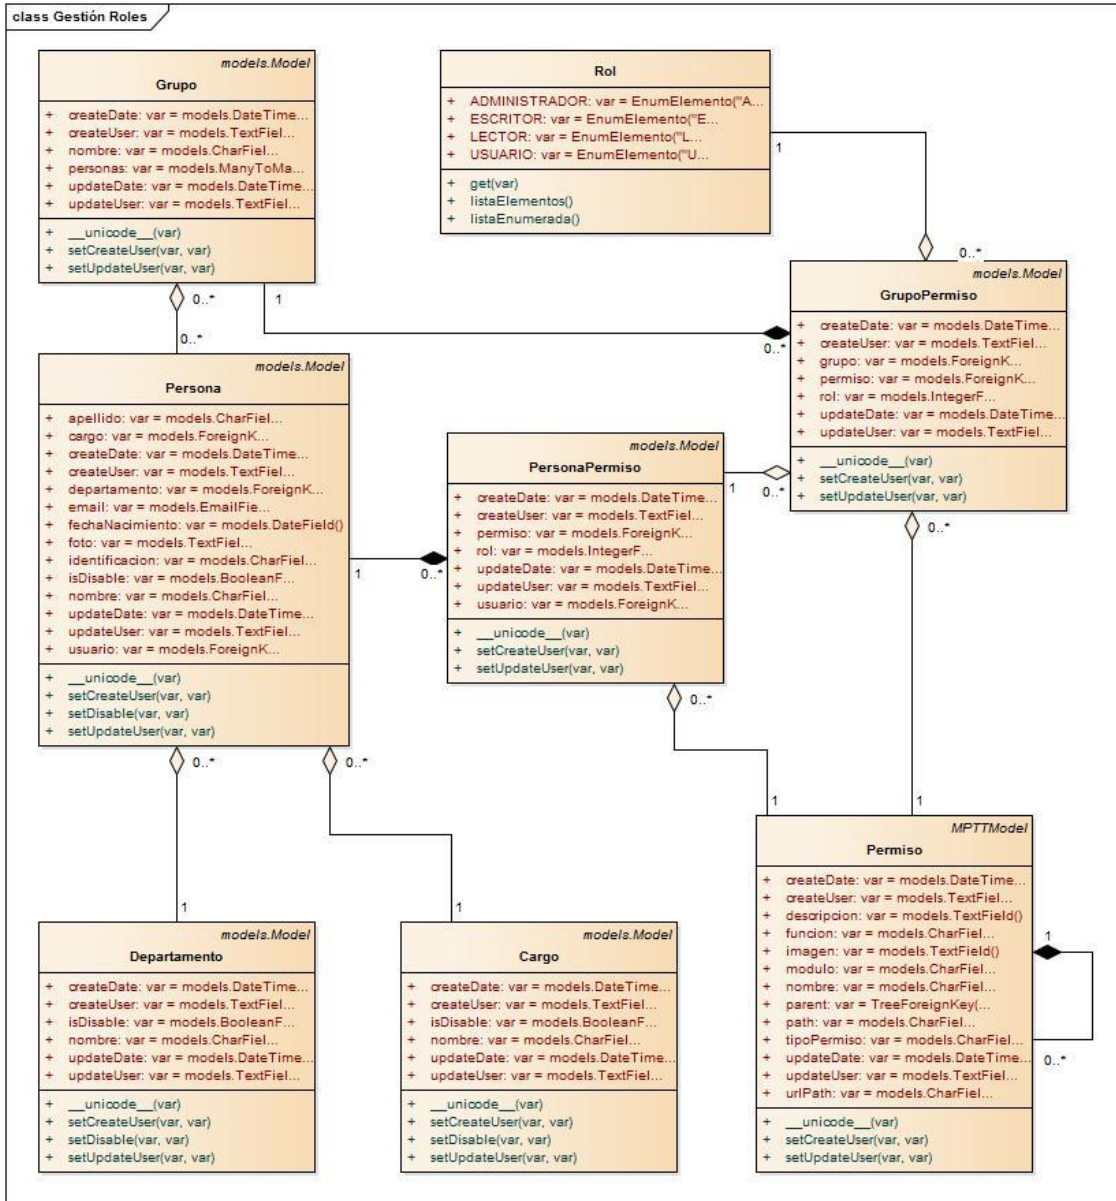 class Gestión Roles
models.Model
Grupo
+ createDate: var = models.DateTime...
+ createUser: var = models.TextFiel...
+ nombre: var = models.CharFiel...
+ personas: var = models.ManyToMa...
+ updateDate: var = models.DateTime...
+ updateUser: var = models.TextFiel...
+ __unicode__(var)
+ setCreateUser(var, var)
+ setUpdateUser(var, var)
Rol
+ ADMINISTRADOR: var = EnumElemento("A...
+ ESCRITOR: var = EnumElemento("E...
+ LECTOR: var = EnumElemento("L...
+ USUARIO: var = EnumElemento("U...
+ get(var)
+ listaElementos()
+ listaEnumerada()
1
0..*
models.Model
GrupoPermiso
+ createDate: var = models.DateTime...
+ createUser: var = models.TextFiel...
+ grupo: var = models.ForeignK...
+ permiso: var = models.ForeignK...
+ rol: var = models.IntegerF...
+ updateDate: var = models.DateTime...
+ updateUser: var = models.TextFiel...
+ __unicode__(var)
+ setCreateUser(var, var)
+ setUpdateUser(var, var)
0..*
1
0..*
0..*
models.Model
Persona
+ apellido: var = models.CharFiel...
+ cargo: var = models.ForeignK...
+ createDate: var = models.DateTime...
+ createUser: var = models.TextFiel...
+ departamento: var = models.ForeignK...
+ email: var = models.EmailFie...
+ fechaNacimiento: var = models.DateField()
+ foto: var = models.TextFiel...
+ identificacion: var = models.CharFiel...
+ isDisable: var = models.BooleanF...
+ nombre: var = models.CharFiel...
+ updateDate: var = models.DateTime...
+ updateUser: var = models.TextFiel...
+ usuario: var = models.ForeignK...
+ __unicode__(var)
+ setCreateUser(var, var)
+ setDisable(var, var)
+ setUpdateUser(var, var)
1
0..*
models.Model
PersonaPermiso
+ createDate: var = models.DateTime...
+ createUser: var = models.TextFiel...
+ permiso: var = models.ForeignK...
+ rol: var = models.IntegerF...
+ updateDate: var = models.DateTime...
+ updateUser: var = models.TextFiel...
+ usuario: var = models.ForeignK...
+ __unicode__(var)
+ setCreateUser(var, var)
+ setUpdateUser(var, var)
1
0..*
0..*
0..*
0..*
0..*
1
1
1
1
models.Model
Departamento
+ createDate: var = models.DateTime...
+ createUser: var = models.TextFiel...
+ isDisable: var = models.BooleanF...
+ nombre: var = models.CharFiel...
+ updateDate: var = models.DateTime...
+ updateUser: var = models.TextFiel...
+ __unicode__(var)
+ setCreateUser(var, var)
+ setDisable(var, var)
+ setUpdateUser(var, var)
models.Model
Cargo
+ createDate: var = models.DateTime...
+ createUser: var = models.TextFiel...
+ isDisable: var = models.BooleanF...
+ nombre: var = models.CharFiel...
+ updateDate: var = models.DateTime...
+ updateUser: var = models.TextFiel...
+ __unicode__(var)
+ setCreateUser(var, var)
+ setDisable(var, var)
+ setUpdateUser(var, var)
MPTTModel
Permiso
+ createDate: var = models.DateTime...
+ createUser: var = models.TextFiel...
+ descripcion: var = models.TextField()
+ funcion: var = models.CharFiel...
+ imagen: var = models.TextField()
+ modulo: var = models.CharFiel...
+ nombre: var = models.CharFiel...
+ parent: var = TreeForeignKey(...
+ path: var = models.CharFiel...
+ tipoPermiso: var = models.CharFiel...
+ updateDate: var = models.DateTime...
+ updateUser: var = models.TextFiel...
+ urlPath: var = models.CharFiel...
+ __unicode__(var)
+ setCreateUser(var, var)
+ setUpdateUser(var, var)
1
0..*